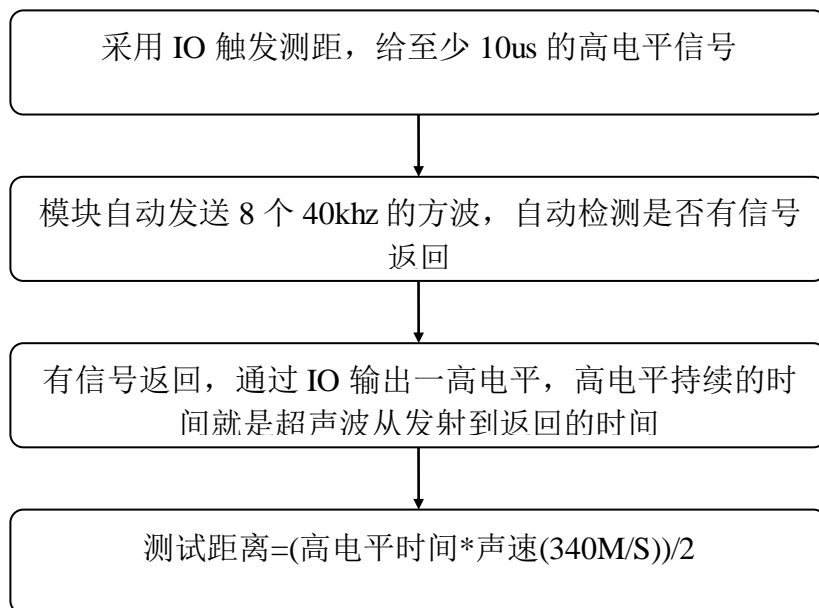 采用 IO 触发测距，给至少 10us 的高电平信号
模块自动发送 8 个 40khz 的方波，自动检测是否有信号
返回
有信号返回，通过 IO 输出一高电平，高电平持续的时
间就是超声波从发射到返回的时间
测试距离=(高电平时间*声速(340M/S))/2